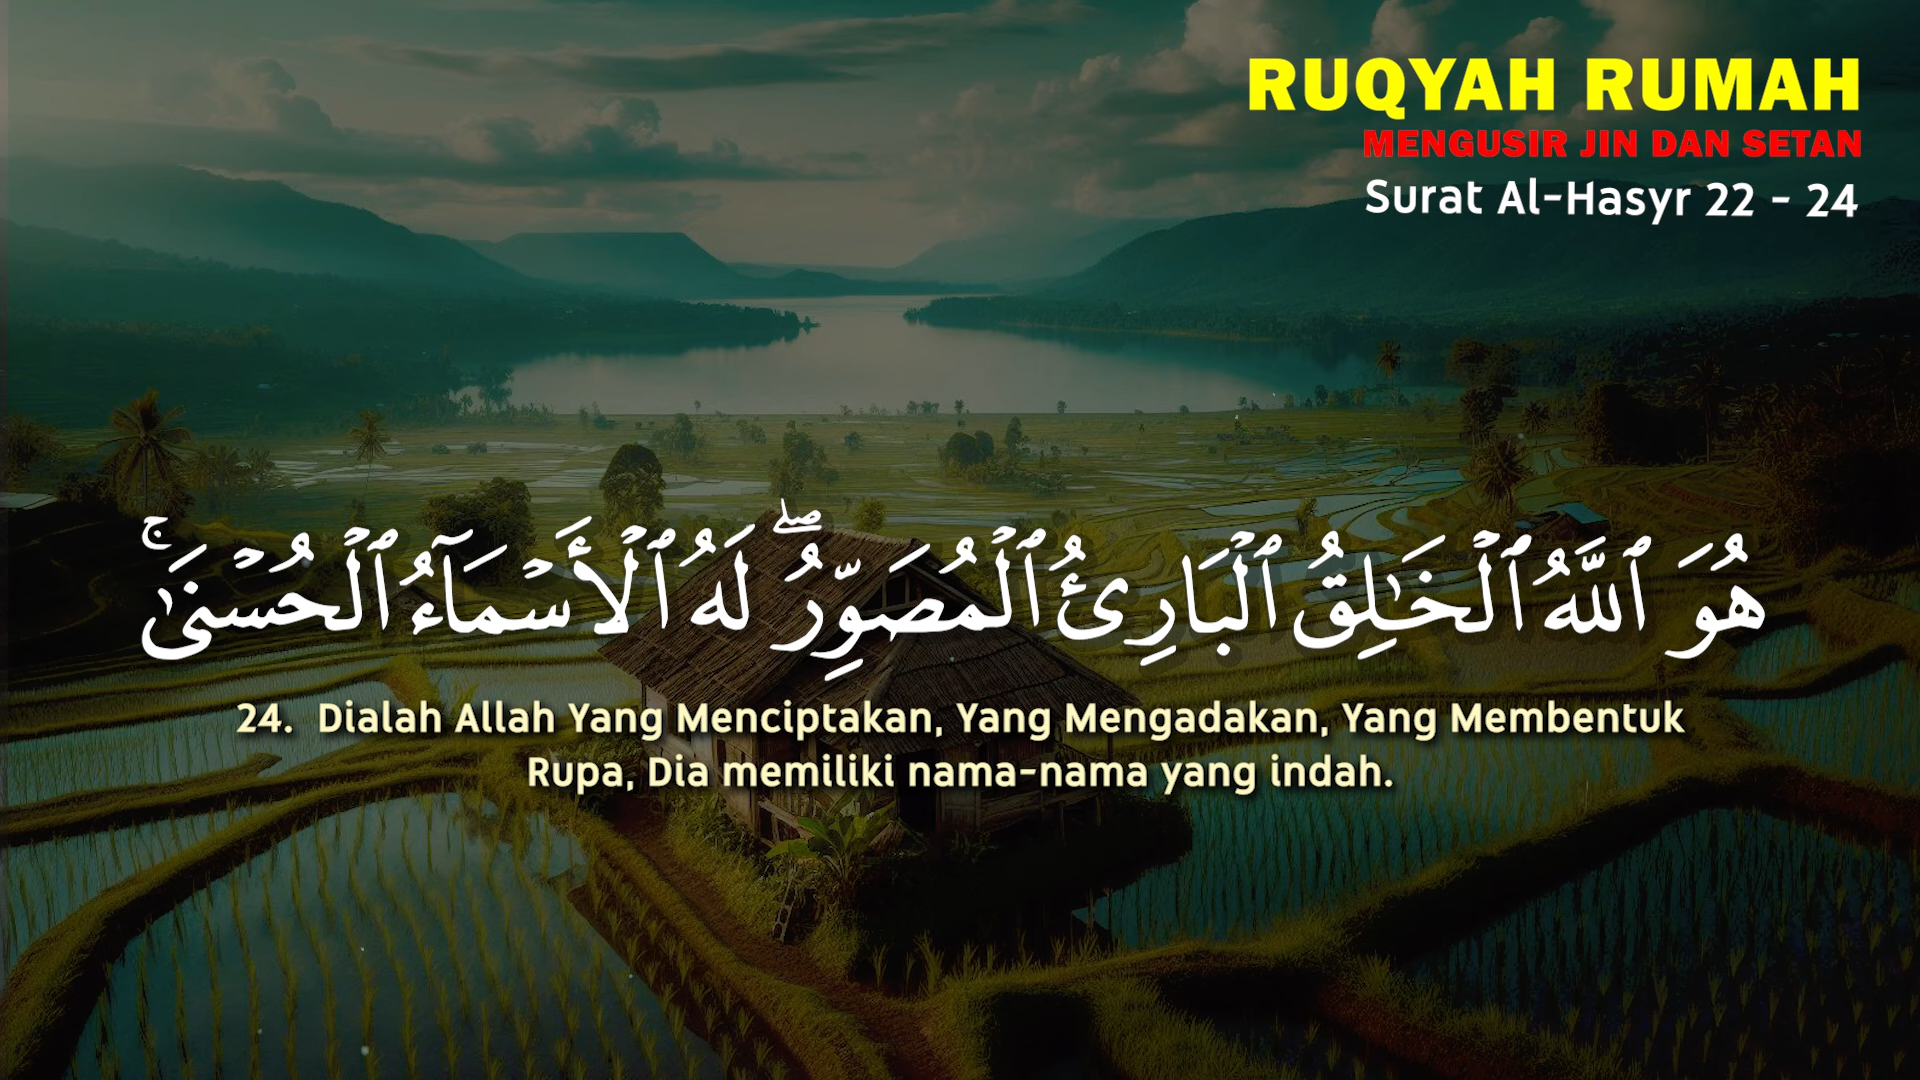 RUQYAH RUMAH
MENGUSIR JIN DAN SETAN
Surat Al-Hasyr 22 - 24
هُوَ ٱللَّهُ ٱلْخَـٰلِقُ ٱلْبَارِئُ ٱلْمُصَوِّرُ ۖ لَهُ ٱلْأَسْمَآءُ ٱلْحُسْنَىٰ ۚ
24. Dialah Allah Yang Menciptakan, Yang Mengadakan, Yang Membentuk
Rupa, Dia memiliki nama-nama yang indah.